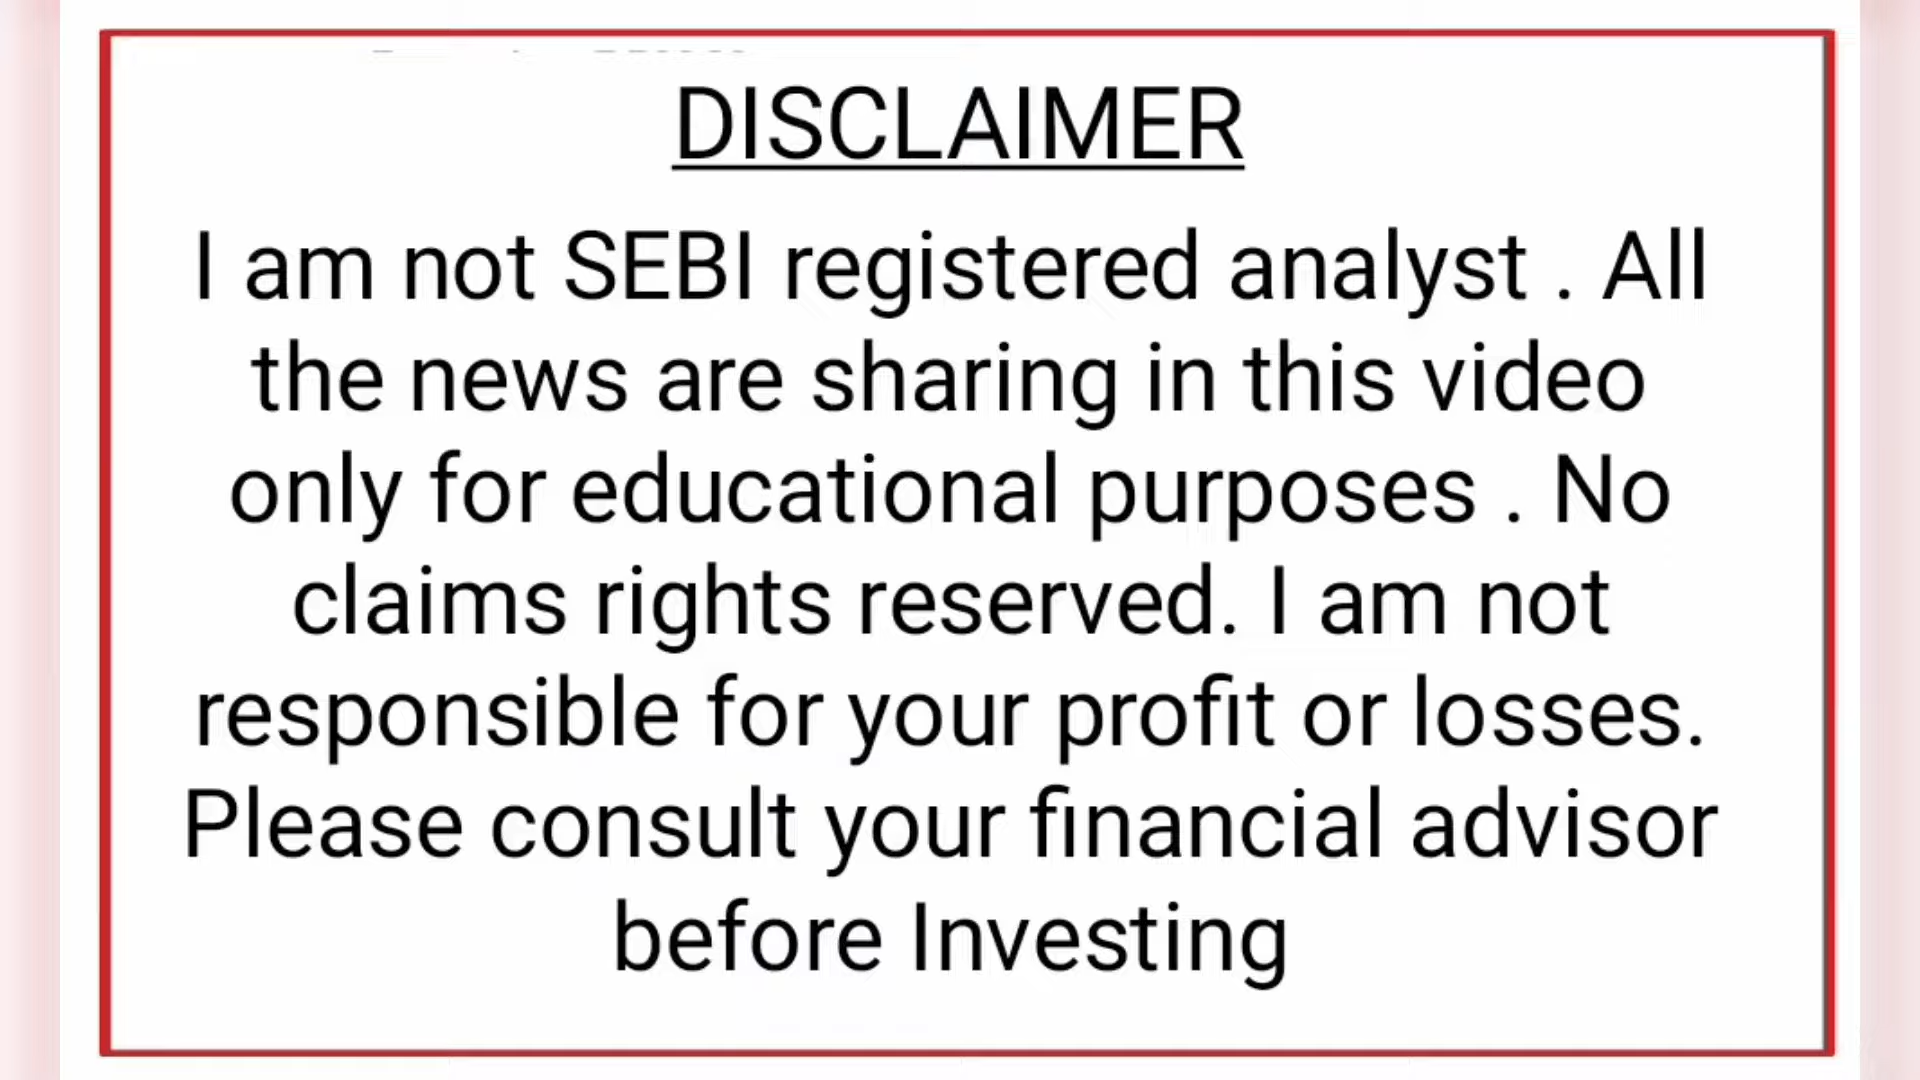 DISCLAIMER
I am not SEBI registered analyst . All
the news are sharing in this video
only for educational purposes . No
claims rights reserved. I am not
responsible for your profit or losses.
Please consult your financial advisor
before Investing